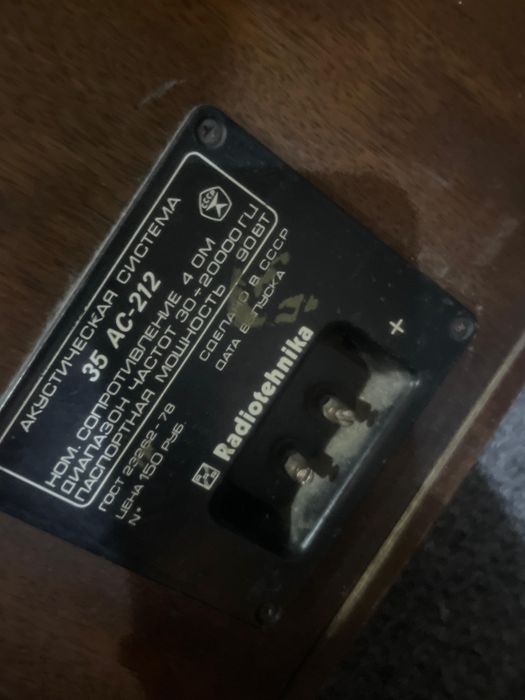 АКУСТИЧЕСКАЯ СИСТЕМА
35 АС-212
СССР
НОМ. СОПРОТИВЛЕНИЕ 4 ОМ
ДИАПАЗОН ЧАСТОТ 30÷20000 ГЦ
ПАСПОРТНАЯ МОЩНОСТЬ 90 ВТ
ГОСТ 23262-78
СДЕЛАНО В СССР
ЦЕНА 150 РУБ.
ДАТА ВЫПУСКА
N°
Radiotehnika
+